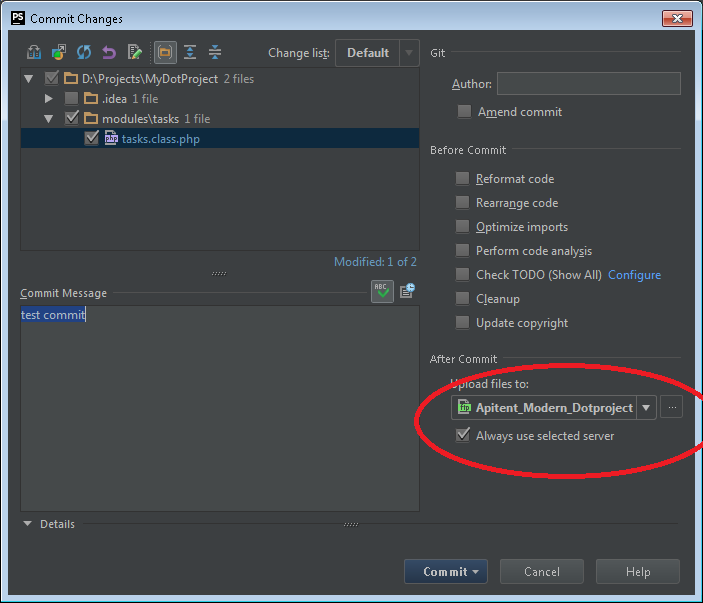 PS Commit Changes
Change list: Default
D:\Projects\MyDotProject 2 files
.idea 1 file
modules\tasks 1 file
php tasks.class.php
Modified: 1 of 2
Commit Message
ABC
test commit
Details
Git
Author:
Amend commit
Before Commit
Reformat code
Rearrange code
Optimize imports
Perform code analysis
Check TODO (Show All) Configure
Cleanup
Update copyright
After Commit
Upload files to:
ftp Apitent_Modern_Dotproject ...
Always use selected server
Commit Cancel Help